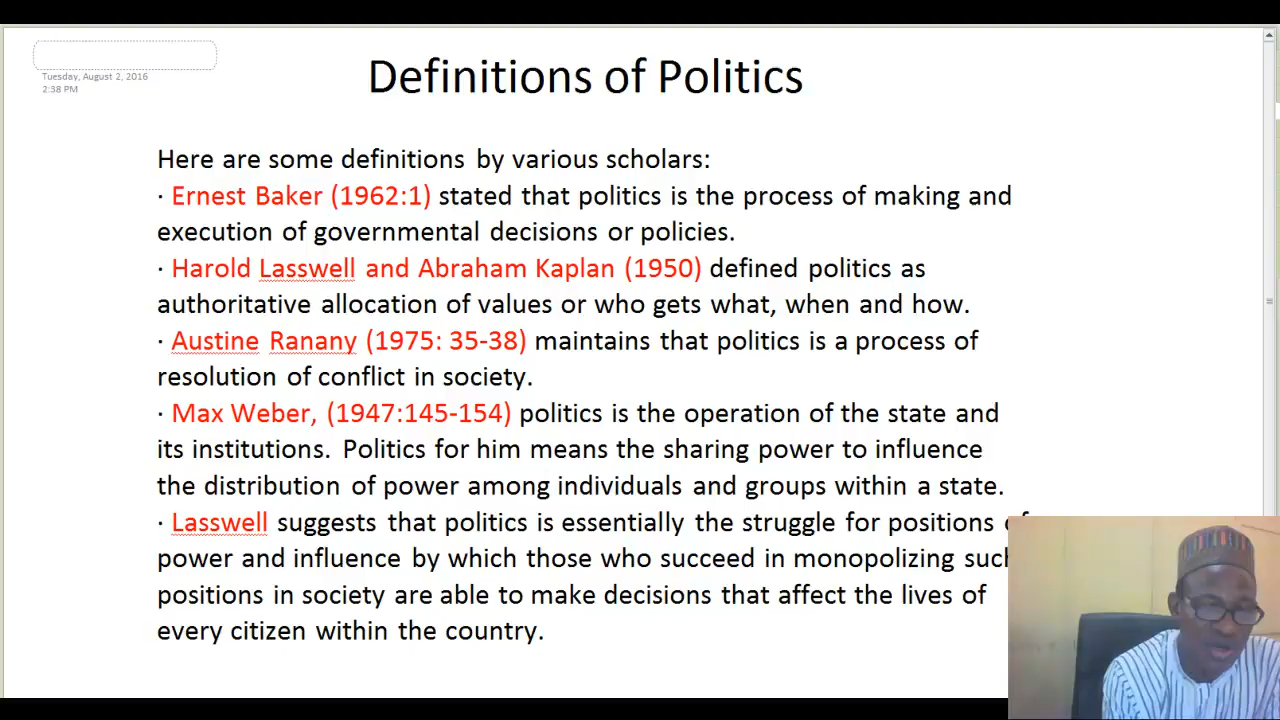 Tuesday, August 2, 2016
2:38 PM
Definitions of Politics
Here are some definitions by various scholars:
· Ernest Baker (1962:1) stated that politics is the process of making and
execution of governmental decisions or policies.
· Harold Lasswell and Abraham Kaplan (1950) defined politics as
authoritative allocation of values or who gets what, when and how.
· Austine Ranany (1975: 35-38) maintains that politics is a process of
resolution of conflict in society.
· Max Weber, (1947:145-154) politics is the operation of the state and
its institutions. Politics for him means the sharing power to influence
the distribution of power among individuals and groups within a state.
· Lasswell suggests that politics is essentially the struggle for positions of
power and influence by which those who succeed in monopolizing such
positions in society are able to make decisions that affect the lives of
every citizen within the country.